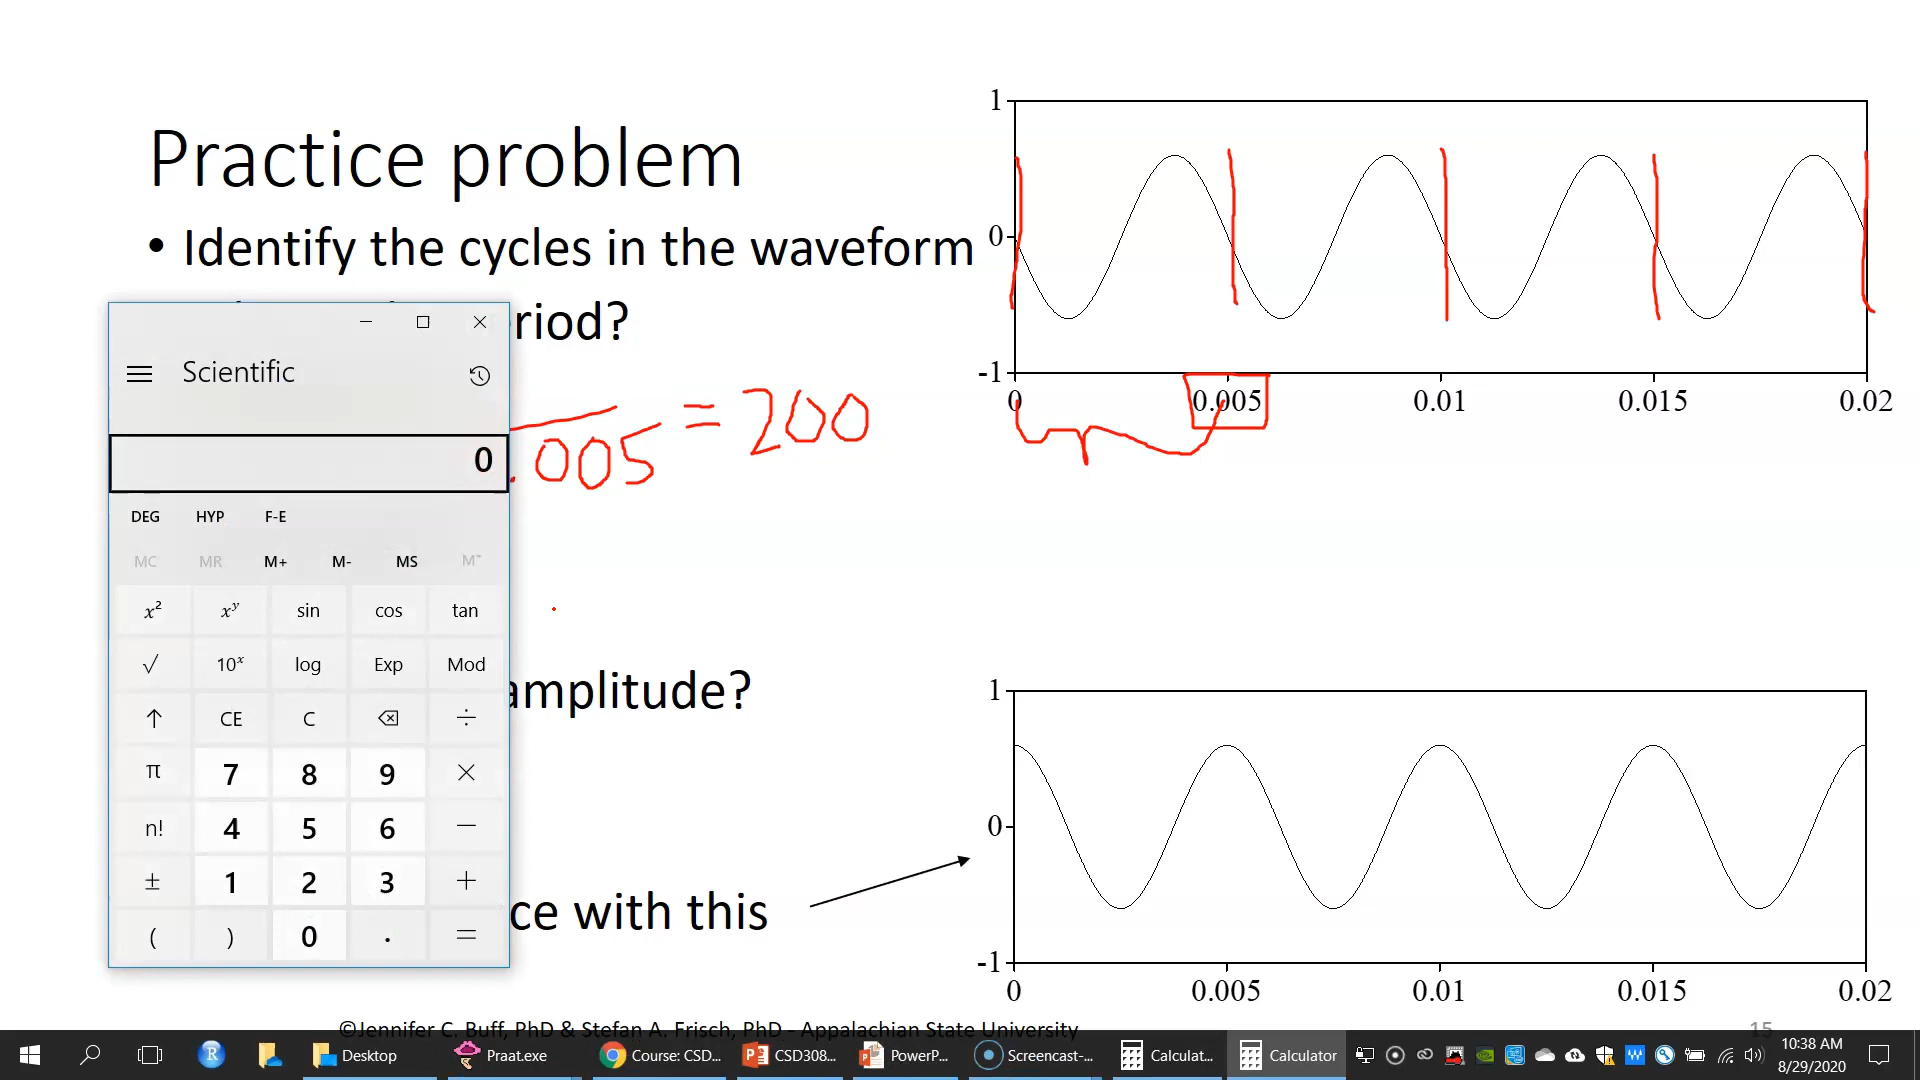 Practice problem
• Identify the cycles in the waveform
riod?
.005 = 200
amplitude?
ce with this
1
0
-1
0 0.005 0.01 0.015 0.02
1
0
-1
0 0.005 0.01 0.015 0.02
Scientific
0
DEG HYP F-E
MC MR M+ M- MS M
x² xʸ sin cos tan
√ 10ˣ log Exp Mod
↑ CE C ÷
π 7 8 9 ×
n! 4 5 6 −
± 1 2 3 +
( ) 0 . =
©Jennifer C. Buff, PhD & Stefan A. Frisch, PhD - Appalachian State University
15
R Desktop Praat.exe Course: CSD... CSD308... PowerP... Screencast-... Calculat... Calculator
10:38 AM
8/29/2020